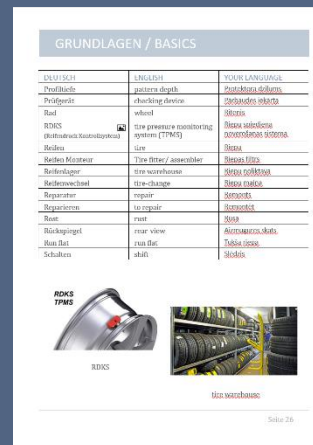 GRUNDLAGEN / BASICS
DEUTSCH ENGLISH YOUR LANGUAGE
Profiltiefe pattern depth Protektora dziļums
Prüfgerät checking device Pārbaudes iekārta
Rad wheel Ritenis
RDKS tire pressure monitoring Riepu spiediena
(Reifendruck Kontrollsystem) system (TPMS) novērošanas sistēma
Reifen tire Riepa
Reifen Monteur Tire fitter/ assembler Riepas
Reifenlager tire warehouse Riepu noliktava
Reifenwechsel tire-change Riepu maiņa
Reparatur repair Remonts
Reparieren to repair Remontēt
Rost rust Rūsa
Rückspiegel rear view Aizmugures skats
Run flat run flat Tukša riepa
Schalten shift Slēdzis
RDKS
TPMS
RDKS
tire warehouse
Seite 26